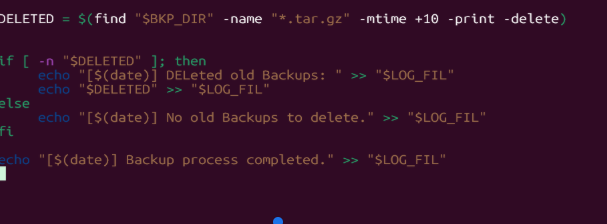 DELETED = $(find "$BKP_DIR" -name "*.tar.gz" -mtime +10 -print -delete)
if [ -n "$DELETED" ]; then
echo "[$(date)] DELeted old Backups: " >> "$LOG_FIL"
echo "$DELETED" >> "$LOG_FIL"
else
echo "[$(date)] No old Backups to delete." >> "$LOG_FIL"
fi
echo "[$(date)] Backup process completed." >> "$LOG_FIL"